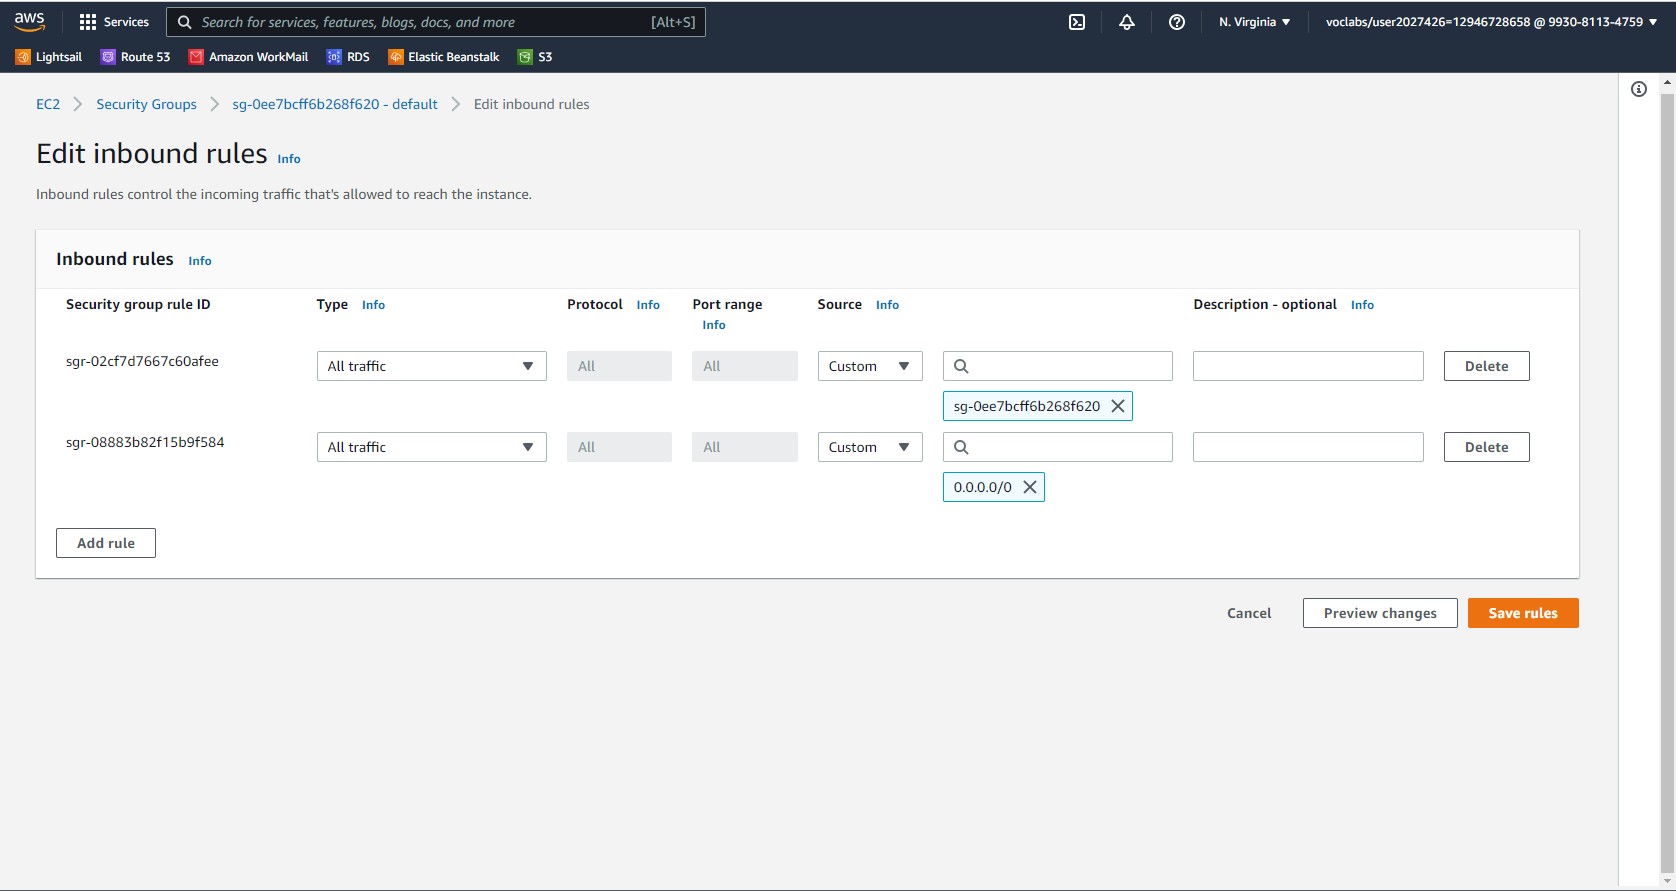 aws Services Search for services, features, blogs, docs, and more [Alt+S] N. Virginia voclabs/user2027426=12946728658 @ 9930-8113-4759
Lightsail Route 53 Amazon WorkMail RDS Elastic Beanstalk S3
EC2 Security Groups sg-0ee7bcff6b268f620 - default Edit inbound rules
Edit inbound rules Info
Inbound rules control the incoming traffic that's allowed to reach the instance.
Inbound rules Info
Security group rule ID Type Info Protocol Info Port range Source Info Description - optional Info
Info
sgr-02cf7d7667c60afee All traffic All All Custom Delete
sg-0ee7bcff6b268f620
sgr-08883b82f15b9f584 All traffic All All Custom Delete
0.0.0.0/0
Add rule
Cancel Preview changes Save rules